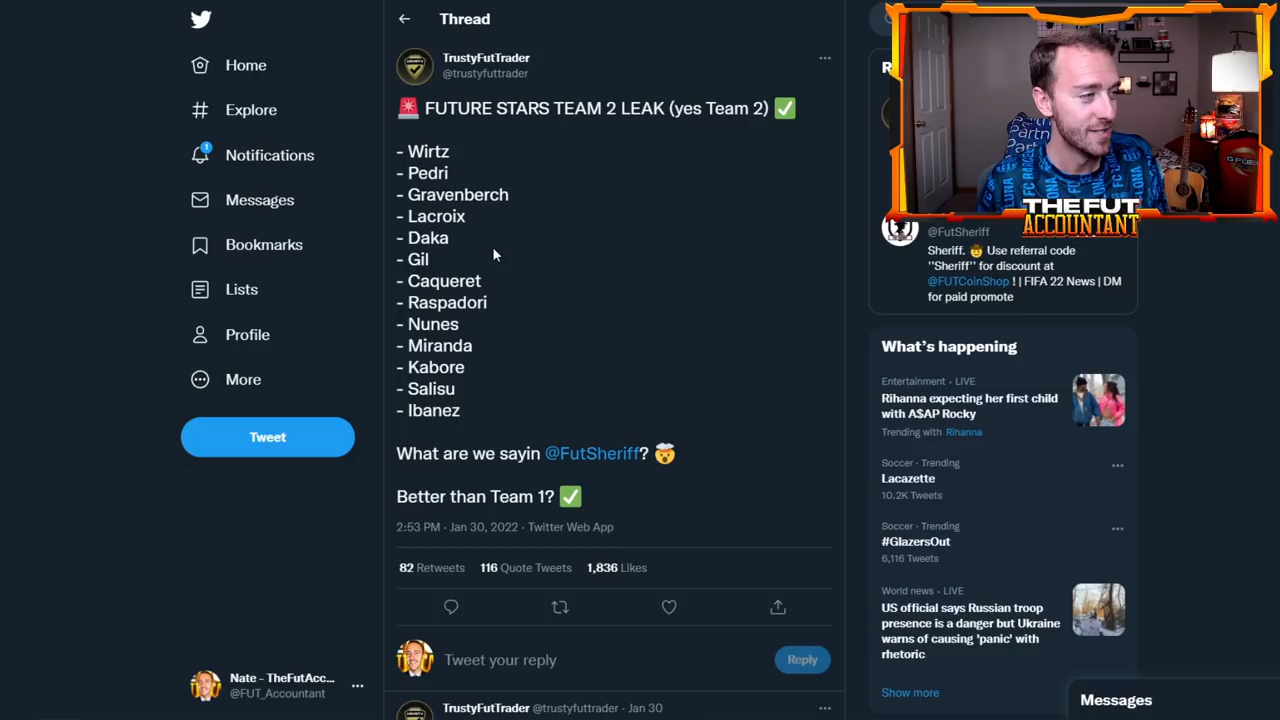 Home
Explore
1
Notifications
Messages
Bookmarks
Lists
Profile
More
Tweet
Nate - TheFutAcc...
@FUT_Accountant
Thread
TrustyFutTrader
@trustyfuttrader
🚨 FUTURE STARS TEAM 2 LEAK (yes Team 2) ✅
- Wirtz
- Pedri
- Gravenberch
- Lacroix
- Daka
- Gil
- Caqueret
- Raspadori
- Nunes
- Miranda
- Kabore
- Salisu
- Ibanez
What are we sayin @FutSheriff? 🤯
Better than Team 1? ✅
2:53 PM · Jan 30, 2022 · Twitter Web App
82 Retweets 116 Quote Tweets 1,836 Likes
Tweet your reply
Reply
TrustyFutTrader @trustyfuttrader · Jan 30
THE FUT
ACCOUNTANT
@FutSheriff
Sheriff. 🤠 Use referral code
"Sheriff" for discount at
@FUTCoinShop ! | FIFA 22 News | DM
for paid promote
What's happening
Entertainment · LIVE
Rihanna expecting her first child
with A$AP Rocky
Trending with Rihanna
Soccer · Trending
Lacazette
10.2K Tweets
Soccer · Trending
#GlazersOut
6,116 Tweets
World news · LIVE
US official says Russian troop
presence is a danger but Ukraine
warns of causing 'panic' with
rhetoric
Show more
Messages